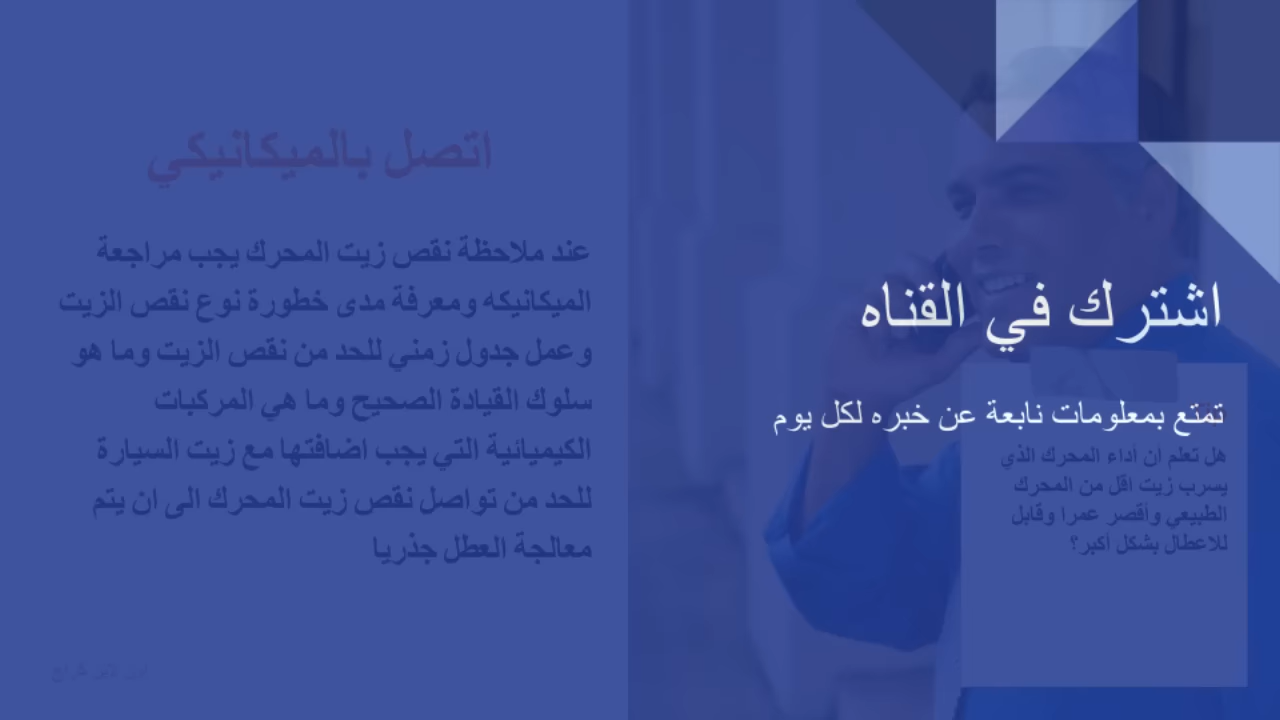 اشترك في القناه
تمتع بمعلومات نابعة عن خبره لكل يوم
هل تعلم ان أداء المحرك الذي
يسرب زيت اقل من المحرك
الطبيعي وأقصر عمرا وقابل
للاعطال بشكل أكبر؟
اتصل بالميكانيكي
عند ملاحظة نقص زيت المحرك يجب مراجعة
الميكانيكه ومعرفة مدى خطورة نوع نقص الزيت
وعمل جدول زمني للحد من نقص الزيت وما هو
سلوك القيادة الصحيح وما هي المركبات
الكيميائية التي يجب اضافتها مع زيت السيارة
للحد من تواصل نقص زيت المحرك الى ان يتم
معالجة العطل جذريا